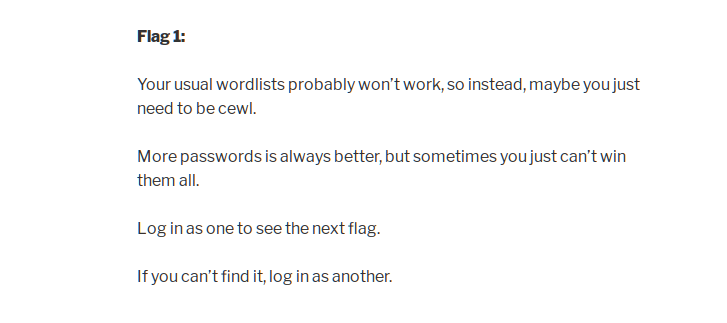 Flag 1:
Your usual wordlists probably won’t work, so instead, maybe you just
need to be cewl.
More passwords is always better, but sometimes you just can’t win
them all.
Log in as one to see the next flag.
If you can’t find it, log in as another.